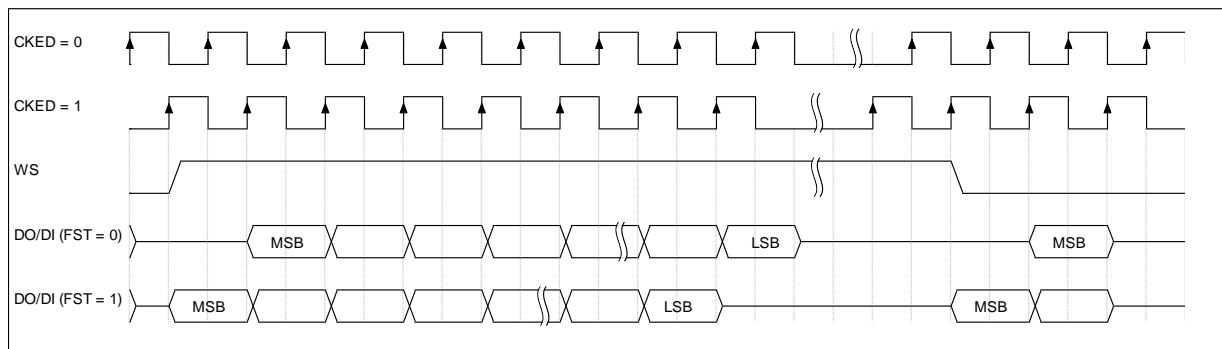 CKED = 0
CKED = 1
WS
DO/DI (FST = 0)
MSB
LSB
MSB
DO/DI (FST = 1)
MSB
LSB
MSB